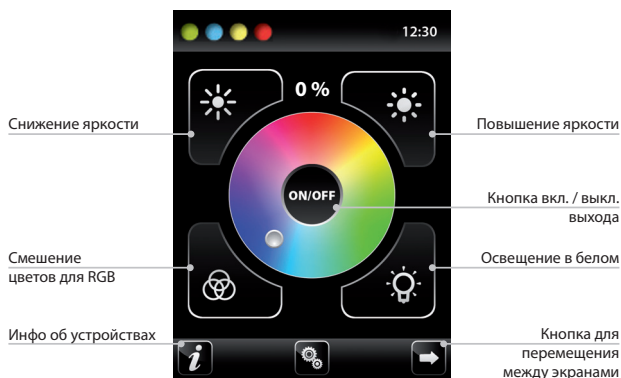 12:30
0 %
Снижение яркости
Повышение яркости
ON/OFF
Кнопка вкл. / выкл.
выхода
Смешение
цветов для RGB
Освещение в белом
Инфо об устройствах
i
Кнопка для
перемещения
между экранами